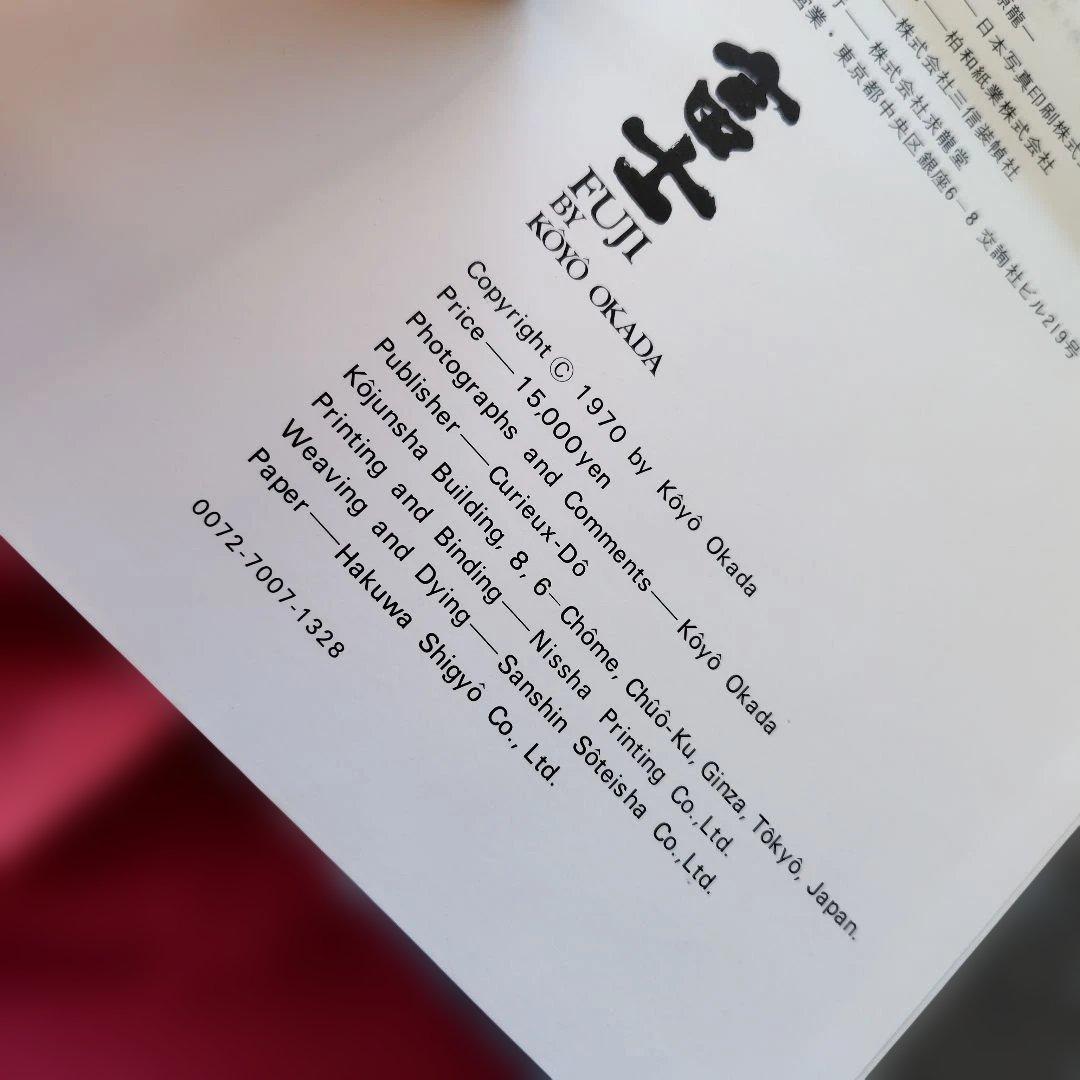 龍一
—日本写真印刷株式
—柏和紙業株式会社
—株式会社三信装幀社
行—株式会社求龍堂
営業・東京都中央区銀座6—8 交詢社ビル219号
富士
FUJI
BY
KÔYÔ OKADA
Copyright © 1970 by Kôyô Okada
Price—15,000yen
Photographs and Comments—Kôyô Okada
Publisher—Curieux-Dô
Kôjunsha Building, 8, 6-Chôme, Chûô-Ku, Ginza, Tôkyô, Japan.
Printing and Binding—Nissha Printing Co.,Ltd.
Weaving and Dying—Sanshin Sôteisha Co.,Ltd.
Paper—Hakuwa Shigyô Co., Ltd.
0072-7007-1328